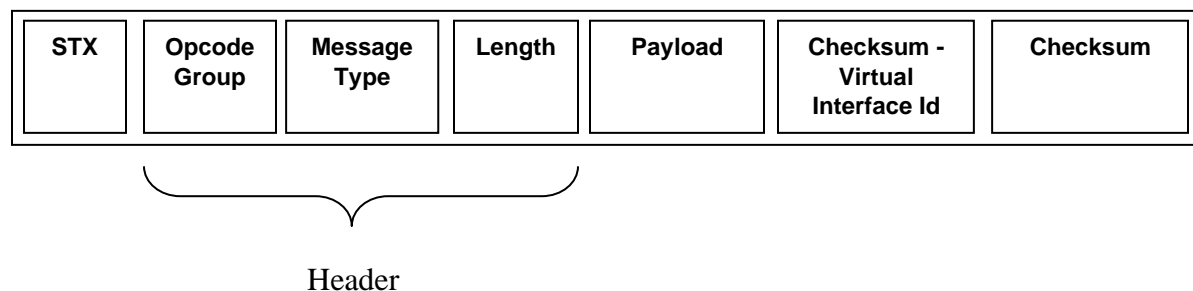 STX
Opcode
Group
Message
Type
Length
Payload
Checksum -
Virtual
Interface Id
Checksum
Header